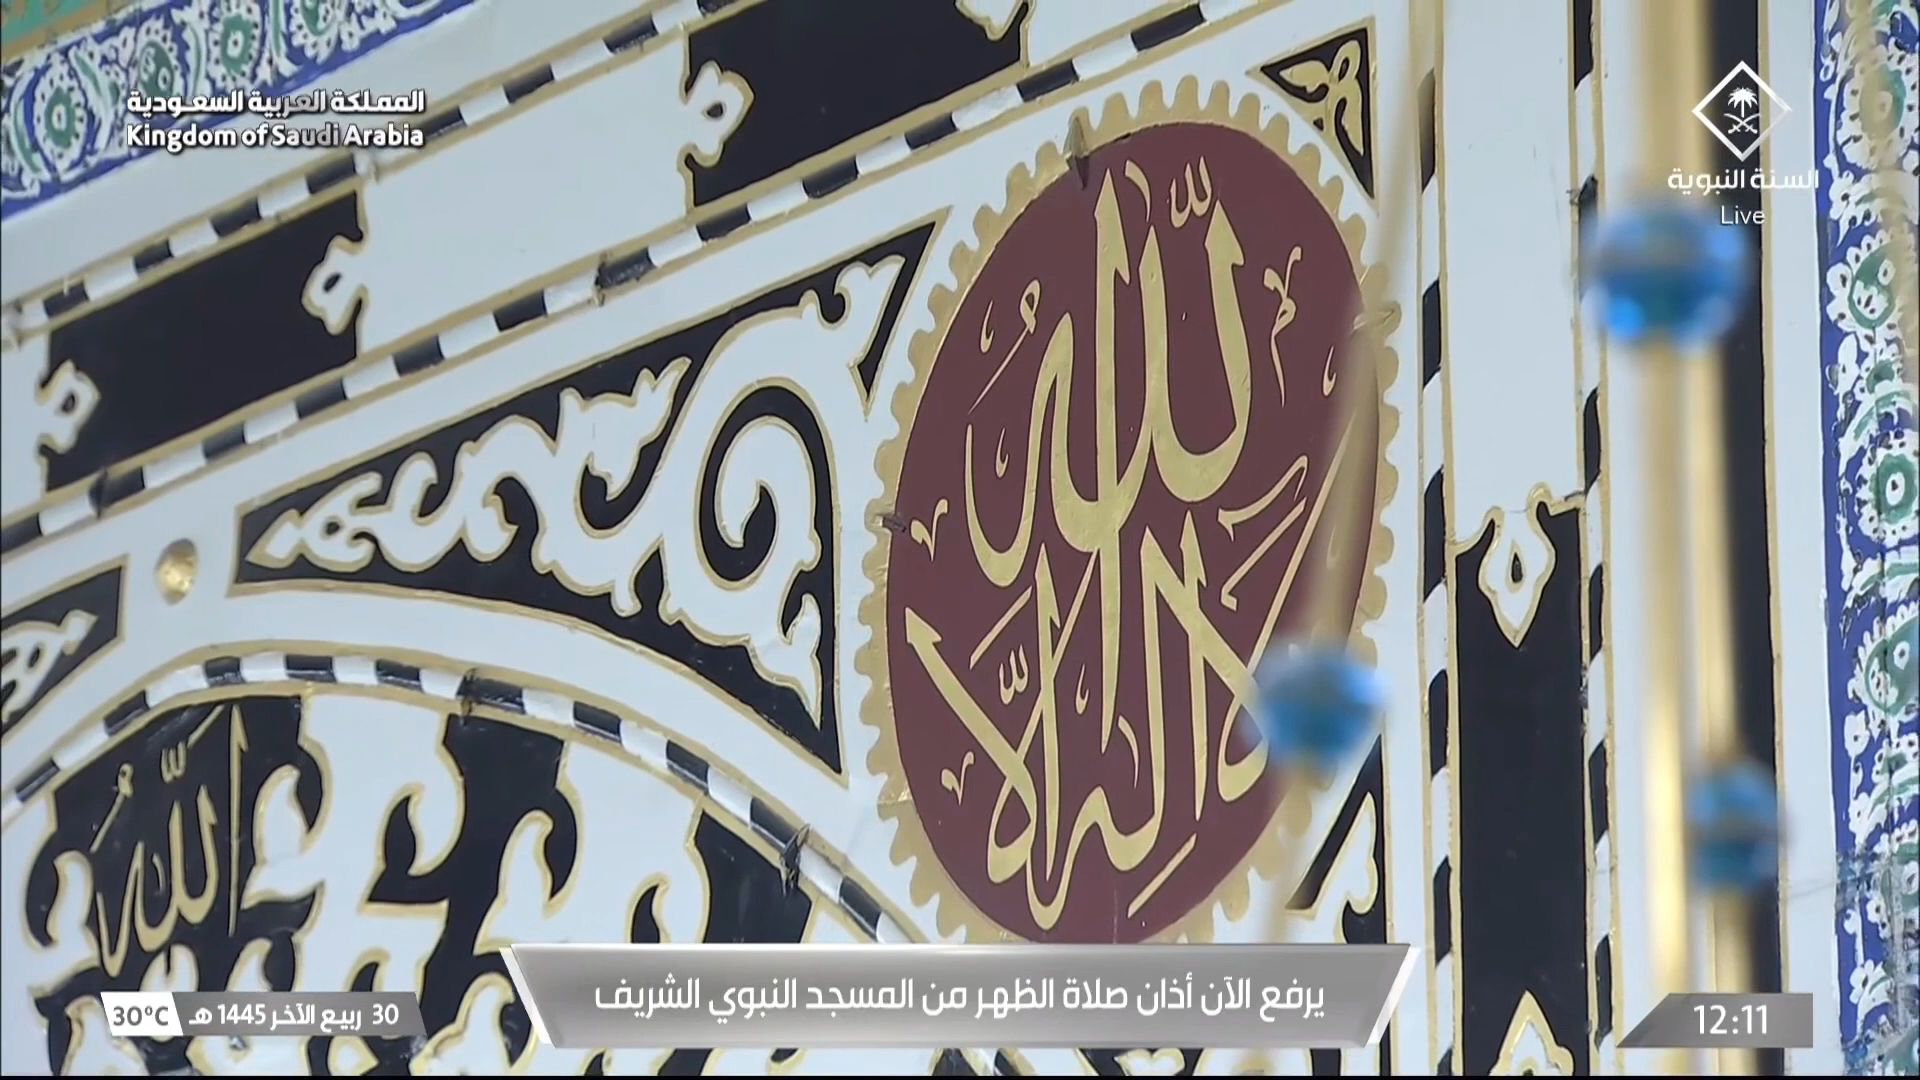 المملكة العربية السعودية
Kingdom of Saudi Arabia
السنة النبوية
Live
لا إله إلا الله
الله
يرفع الآن أذان صلاة الظهر من المسجد النبوي الشريف
30 ربيع الآخر 1445 هـ
30°C
12:11